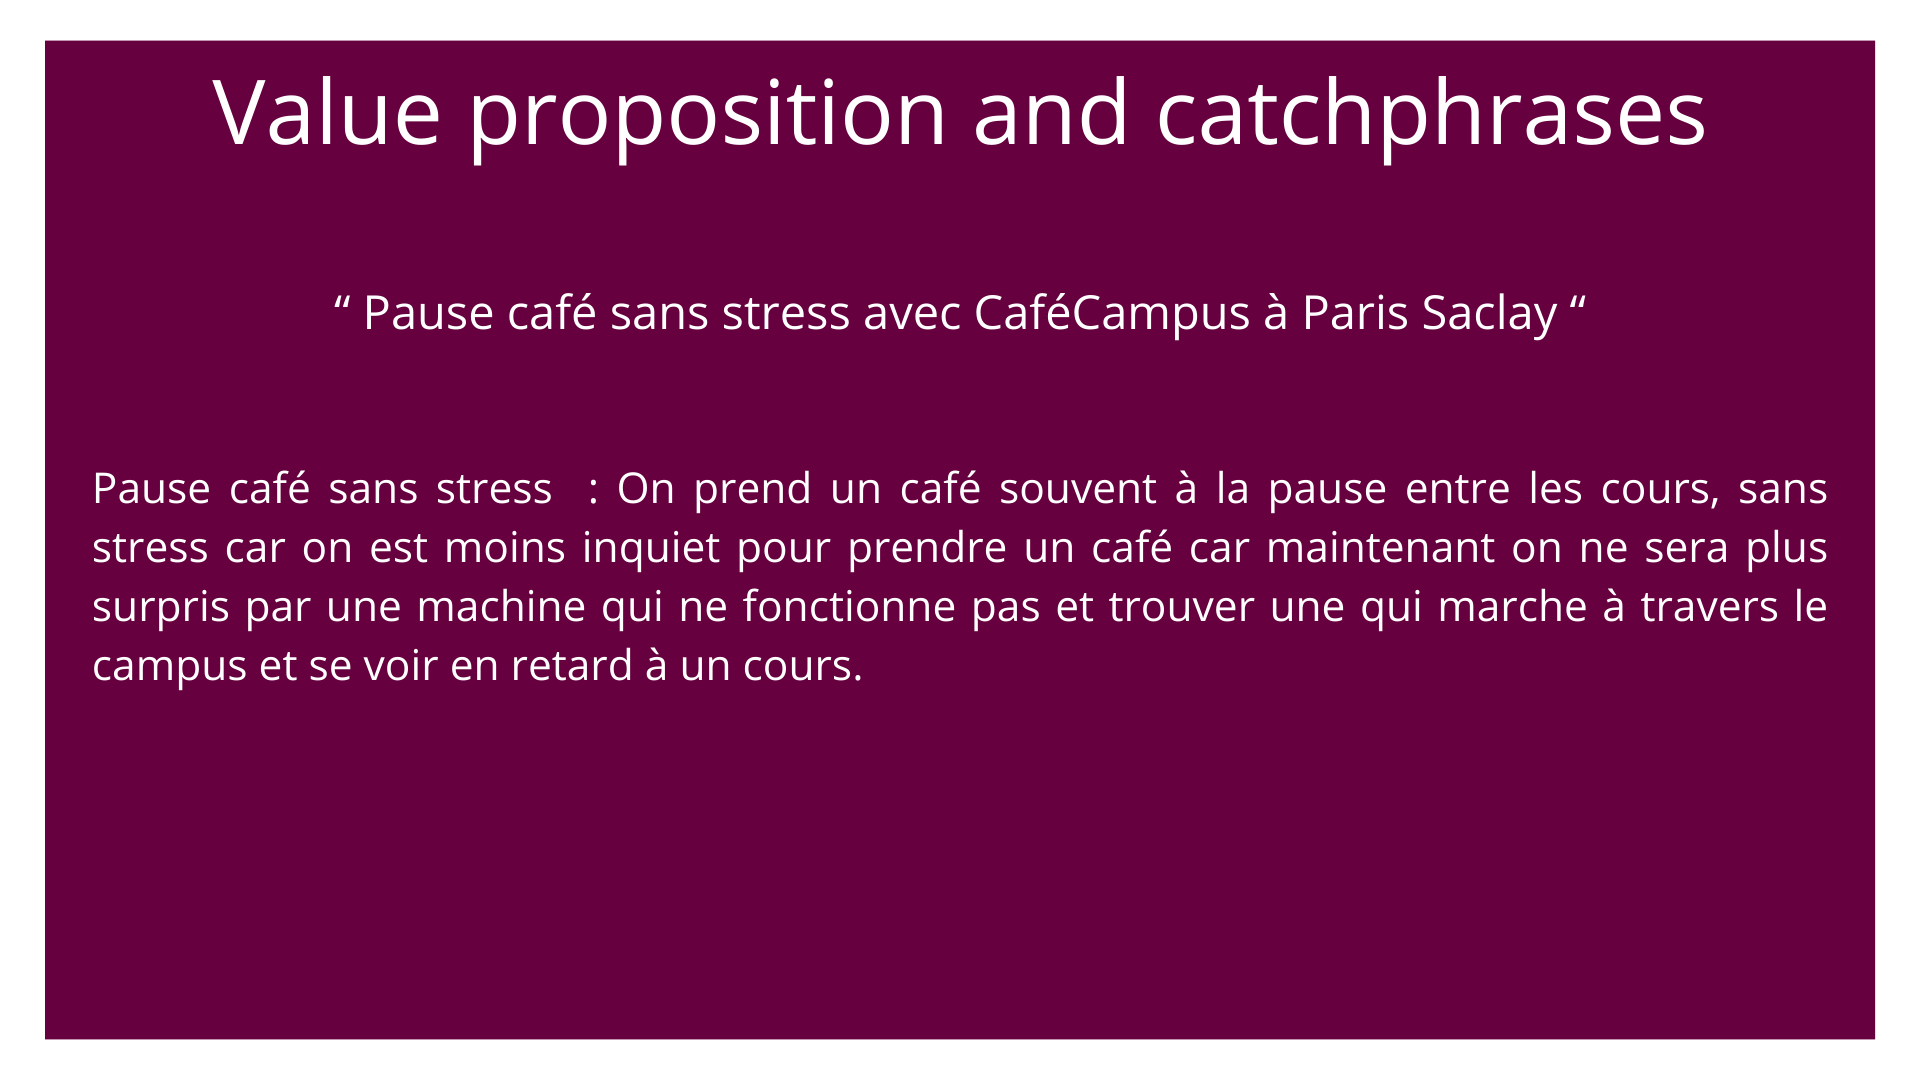 Value proposition and catchphrases
“ Pause café sans stress avec CaféCampus à Paris Saclay “
Pause café sans stress  : On prend un café souvent à la pause entre les cours, sans
stress car on est moins inquiet pour prendre un café car maintenant on ne sera plus
surpris par une machine qui ne fonctionne pas et trouver une qui marche à travers le
campus et se voir en retard à un cours.